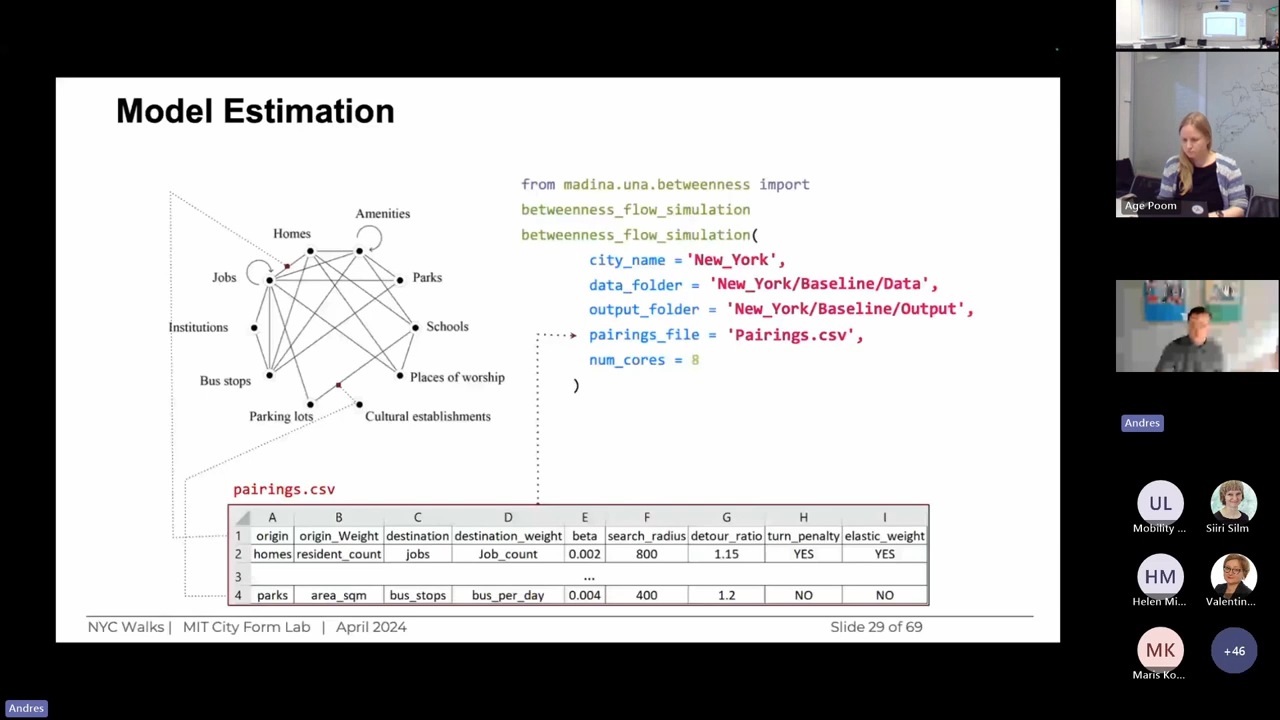 Model Estimation
Amenities
Homes
Jobs
Parks
Institutions
Schools
Bus stops
Places of worship
Parking lots
Cultural establishments
from madina.una.betweenness import
betweenness_flow_simulation
betweenness_flow_simulation(
city_name = 'New_York',
data_folder = 'New_York/Baseline/Data',
output_folder = 'New_York/Baseline/Output',
pairings_file = 'Pairings.csv',
num_cores = 8
)
pairings.csv
A B C D E F G H I
1 origin origin_Weight destination destination_weight beta search_radius detour_ratio turn_penalty elastic_weight
2 homes resident_count jobs Job_count 0.002 800 1.15 YES YES
3 ...
4 parks area_sqm bus_stops bus_per_day 0.004 400 1.2 NO NO
NYC Walks | MIT City Form Lab | April 2024
Slide 29 of 69
Age Poom
Andres
UL
Mobility ...
Siiri Silm
HM
Helen Mi...
Valentin...
MK
Maris Ko...
+46
Andres